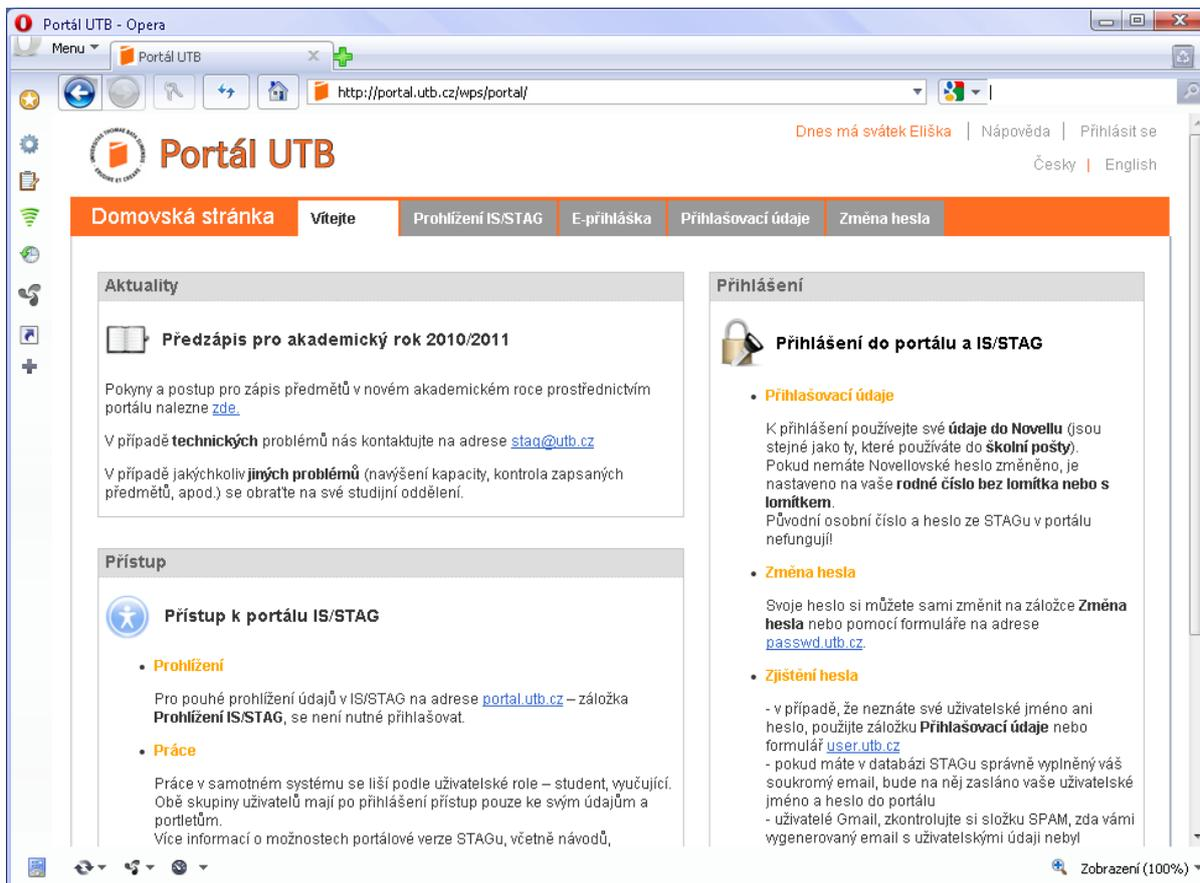 Portál UTB - Opera
Menu
Portál UTB
http://portal.utb.cz/wps/portal/
Portál UTB
Dnes má svátek Eliška | Nápověda | Přihlásit se
Česky | English
Domovská stránka
Vítejte
Prohlížení IS/STAG
E-přihláška
Přihlašovací údaje
Změna hesla
Aktuality
Předzápis pro akademický rok 2010/2011
Pokyny a postup pro zápis předmětů v novém akademickém roce prostřednictvím
portálu nalezne zde.
V případě technických problémů nás kontaktujte na adrese stag@utb.cz
V případě jakýchkoliv jiných problémů (navýšení kapacity, kontrola zapsaných
předmětů, apod.) se obraťte na své studijní oddělení.
Přístup
Přístup k portálu IS/STAG
• Prohlížení
Pro pouhé prohlížení údajů v IS/STAG na adrese portal.utb.cz – záložka
Prohlížení IS/STAG, se není nutné přihlašovat.
• Práce
Práce v samotném systému se liší podle uživatelské role – student, vyučující.
Obě skupiny uživatelů mají po přihlášení přístup pouze ke svým údajům a
portletům.
Více informací o možnostech portálové verze STAGu, včetně návodů,
Přihlášení
Přihlášení do portálu a IS/STAG
• Přihlašovací údaje
K přihlášení používejte své údaje do Novellu (jsou
stejné jako ty, které používáte do školní pošty).
Pokud nemáte Novellovské heslo změněno, je
nastaveno na vaše rodné číslo bez lomítka nebo s
lomítkem.
Původní osobní číslo a heslo ze STAGu v portálu
nefungují!
• Změna hesla
Svoje heslo si můžete sami změnit na záložce Změna
hesla nebo pomocí formuláře na adrese
passwd.utb.cz.
• Zjištění hesla
- v případě, že neznáte své uživatelské jméno ani
heslo, použijte záložku Přihlašovací údaje nebo
formulář user.utb.cz
- pokud máte v databázi STAGu správně vyplněný váš
soukromý email, bude na něj zasláno vaše uživatelské
jméno a heslo do portálu
- uživatelé Gmail, zkontrolujte si složku SPAM, zda vámi
vygenerovaný email s uživatelskými údaji nebyl
Zobrazení (100%)